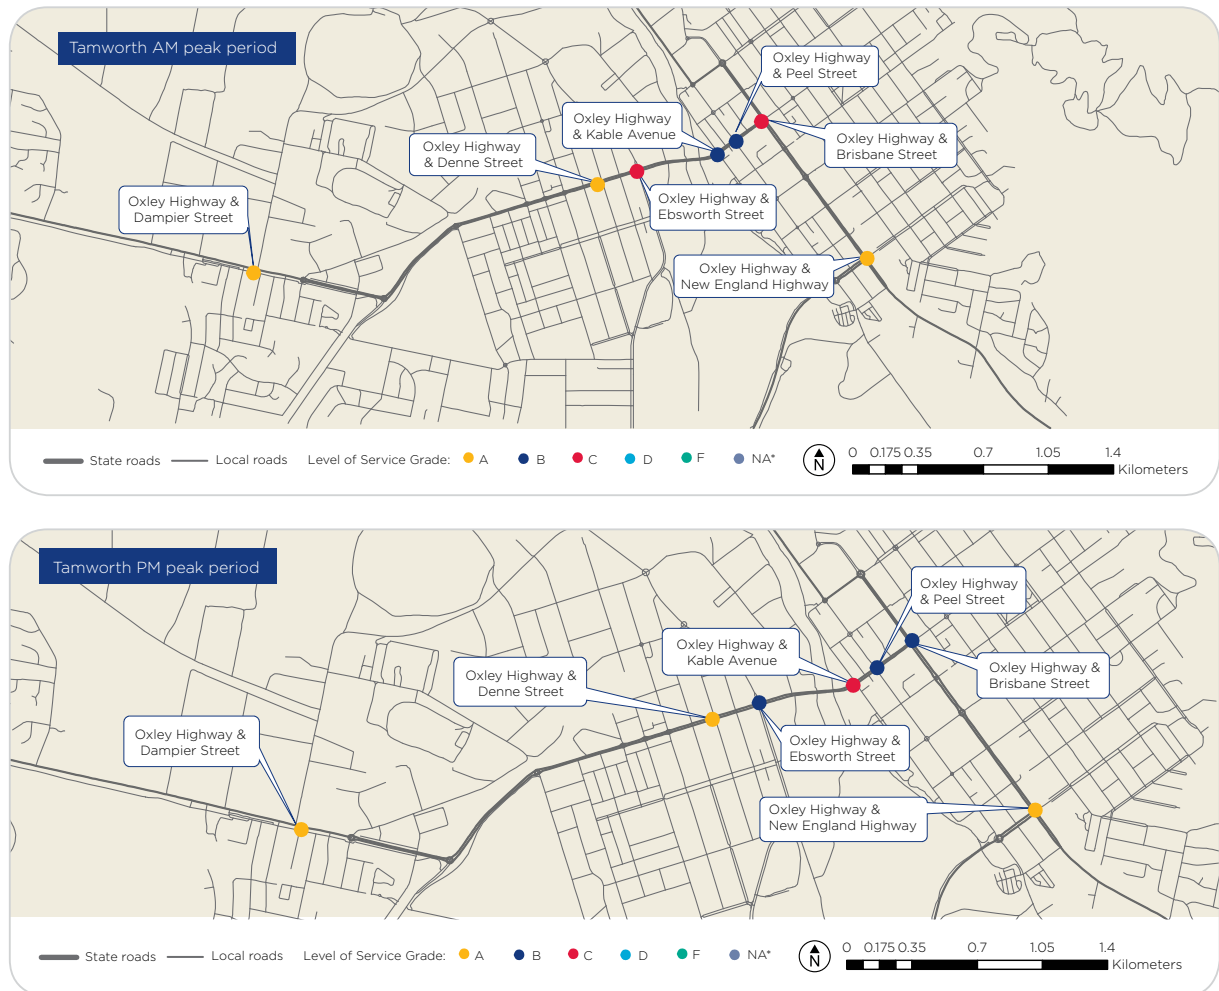 Tamworth AM peak period
Oxley Highway
& Peel Street
Oxley Highway
& Kable Avenue
Oxley Highway &
Brisbane Street
Oxley Highway
& Denne Street
Oxley Highway &
Dampier Street
Oxley Highway &
Ebsworth Street
Oxley Highway &
New England Highway
State roads
Local roads
Level of Service Grade:
A
B
C
D
F
NA*
N
0 0.175 0.35 0.7 1.05 1.4
Kilometers
Tamworth PM peak period
Oxley Highway
& Peel Street
Oxley Highway &
Kable Avenue
Oxley Highway &
Brisbane Street
Oxley Highway &
Denne Street
Oxley Highway &
Dampier Street
Oxley Highway &
Ebsworth Street
Oxley Highway &
New England Highway
State roads
Local roads
Level of Service Grade:
A
B
C
D
F
NA*
N
0 0.175 0.35 0.7 1.05 1.4
Kilometers